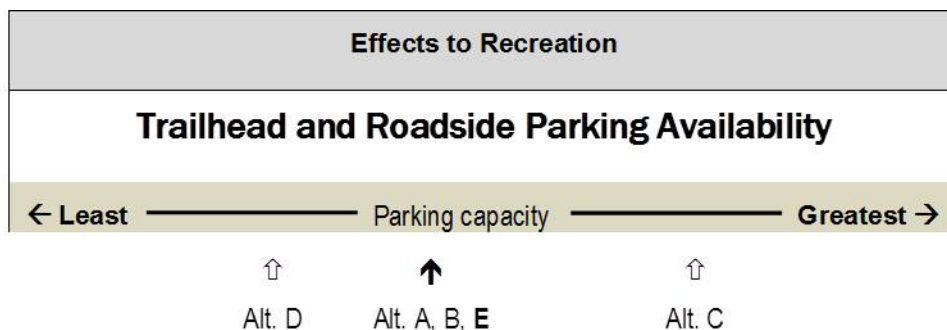 Effects to Recreation
Trailhead and Roadside Parking Availability
← Least Parking capacity Greatest →
⇧ ⬆ ⇧
Alt. D Alt. A, B, E Alt. C